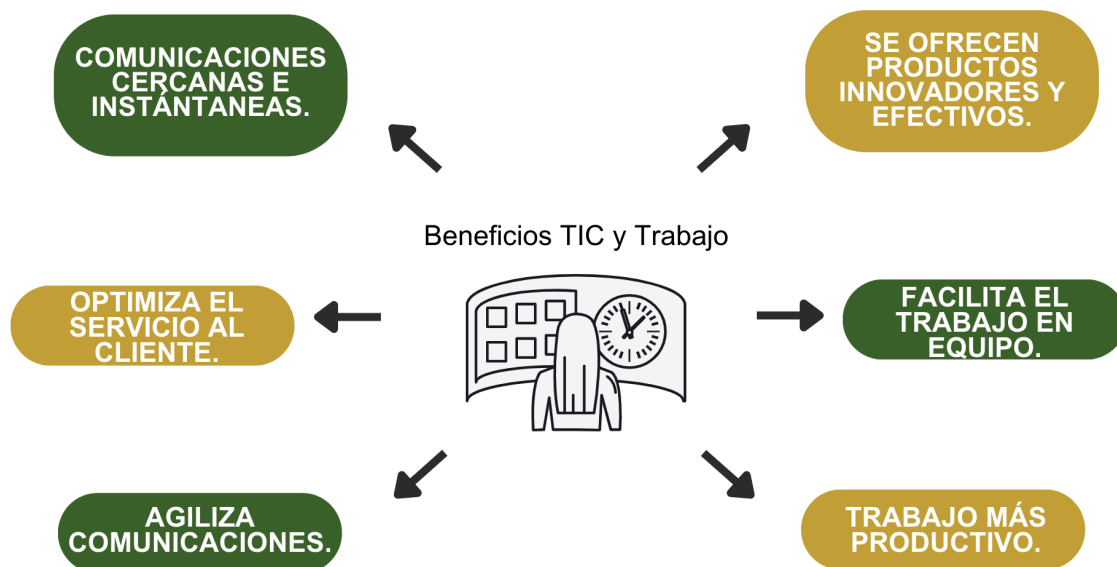 COMUNICACIONES
CERCANAS E
INSTÁNTANEAS.
SE OFRECEN
PRODUCTOS
INNOVADORES Y
EFECTIVOS.
Beneficios TIC y Trabajo
OPTIMIZA EL
SERVICIO AL
CLIENTE.
FACILITA EL
TRABAJO EN
EQUIPO.
AGILIZA
COMUNICACIONES.
TRABAJO MÁS
PRODUCTIVO.